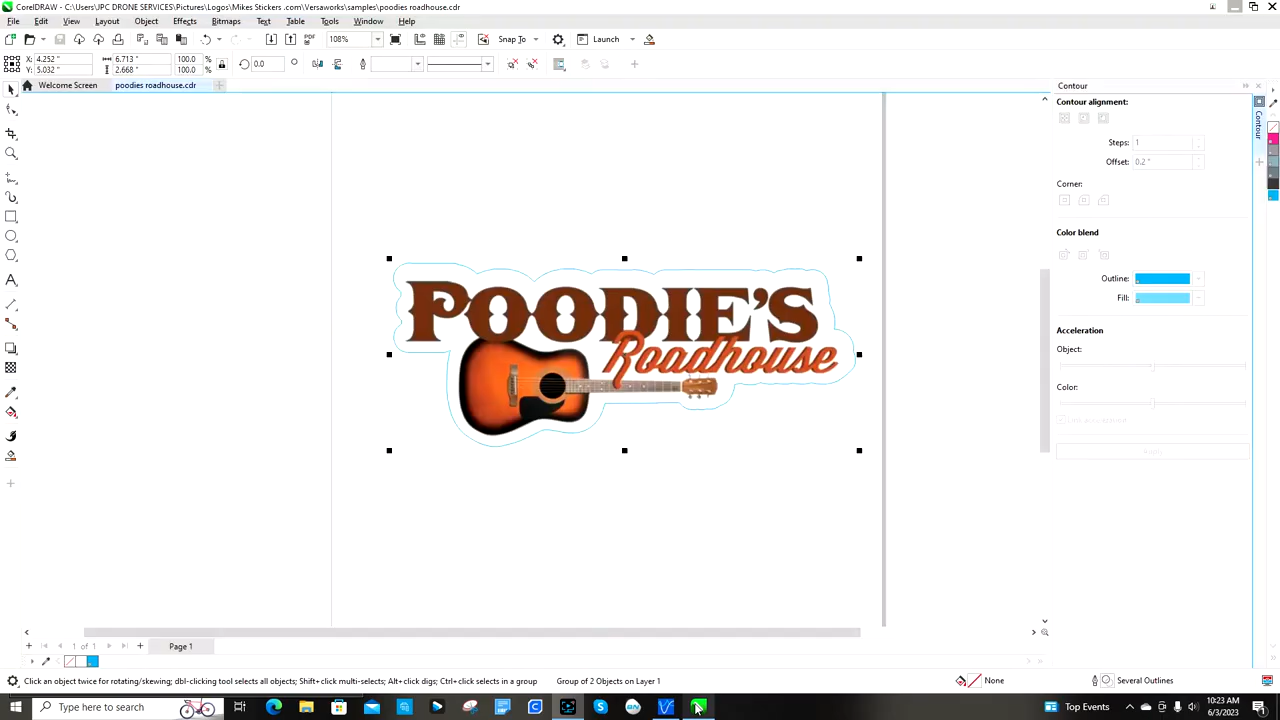 CorelDRAW - C:\Users\JPC DRONE SERVICES\Pictures\Logos\Mikes Stickers .com\Versaworks\samples\poodies roadhouse.cdr
File Edit View Layout Object Effects Bitmaps Text Table Tools Window Help
PDF 108% Snap To Launch
X: 4.252 " 6.713 " 100.0 % 0.0
Y: 5.032 " 2.668 " 100.0 %
Welcome Screen poodies roadhouse.cdr
Contour
Contour alignment:
Steps: 1
Offset: 0.2 "
Corner:
Color blend
Outline:
Fill:
Acceleration
Object:
Color:
Apply
Contour
POODIE'S
Roadhouse
1 of 1 Page 1
Click an object twice for rotating/skewing; dbl-clicking tool selects all objects; Shift+click multi-selects; Alt+click digs; Ctrl+click selects in a group Group of 2 Objects on Layer 1 None Several Outlines
Type here to search Top Events 10:23 AM
6/3/2023